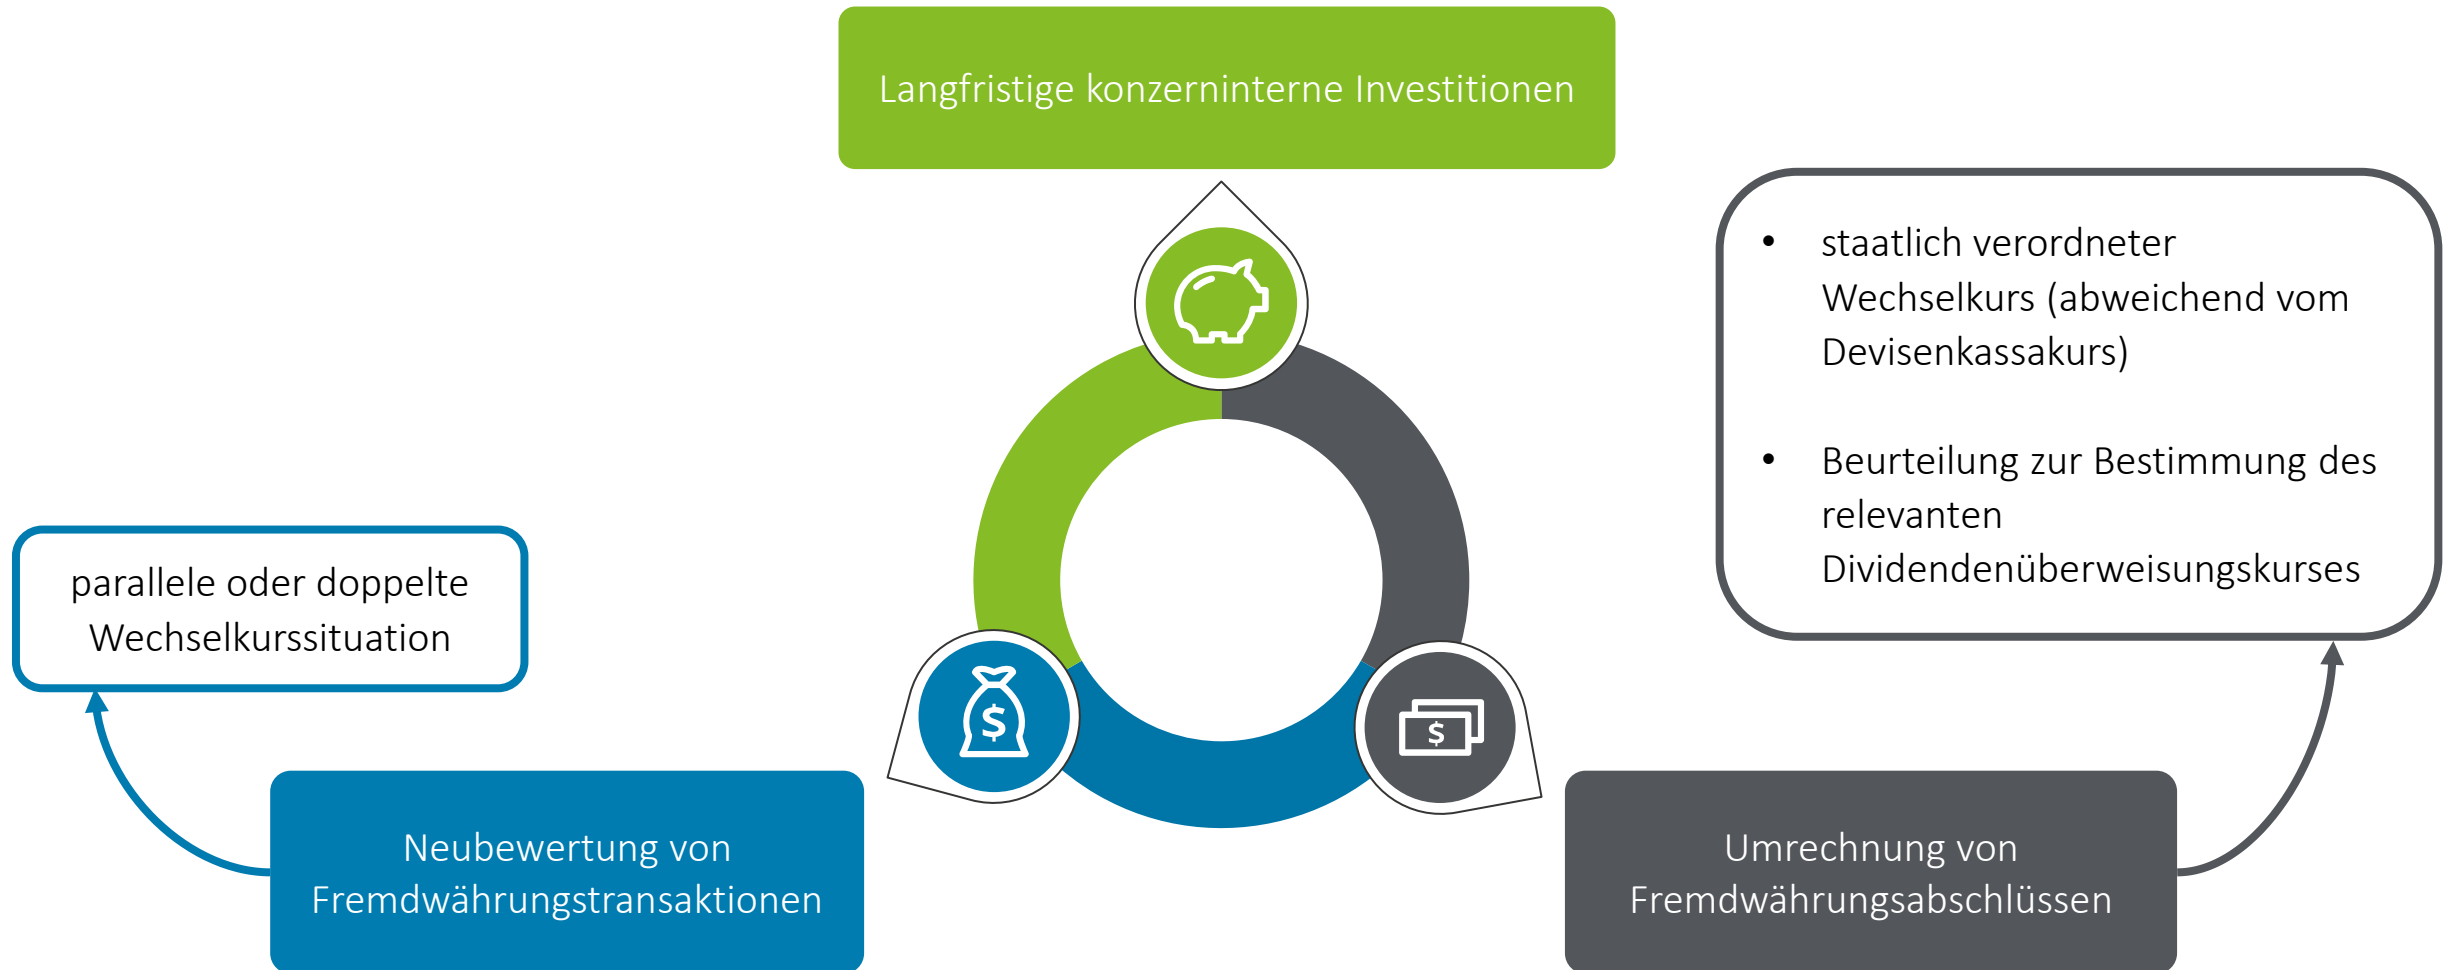 Langfristige konzerninterne Investitionen
• staatlich verordneter
Wechselkurs (abweichend vom
Devisenkassakurs)
• Beurteilung zur Bestimmung des
relevanten
Dividendenüberweisungskurses
parallele oder doppelte
Wechselkurssituation
$
$
Neubewertung von
Fremdwährungstransaktionen
Umrechnung von
Fremdwährungsabschlüssen